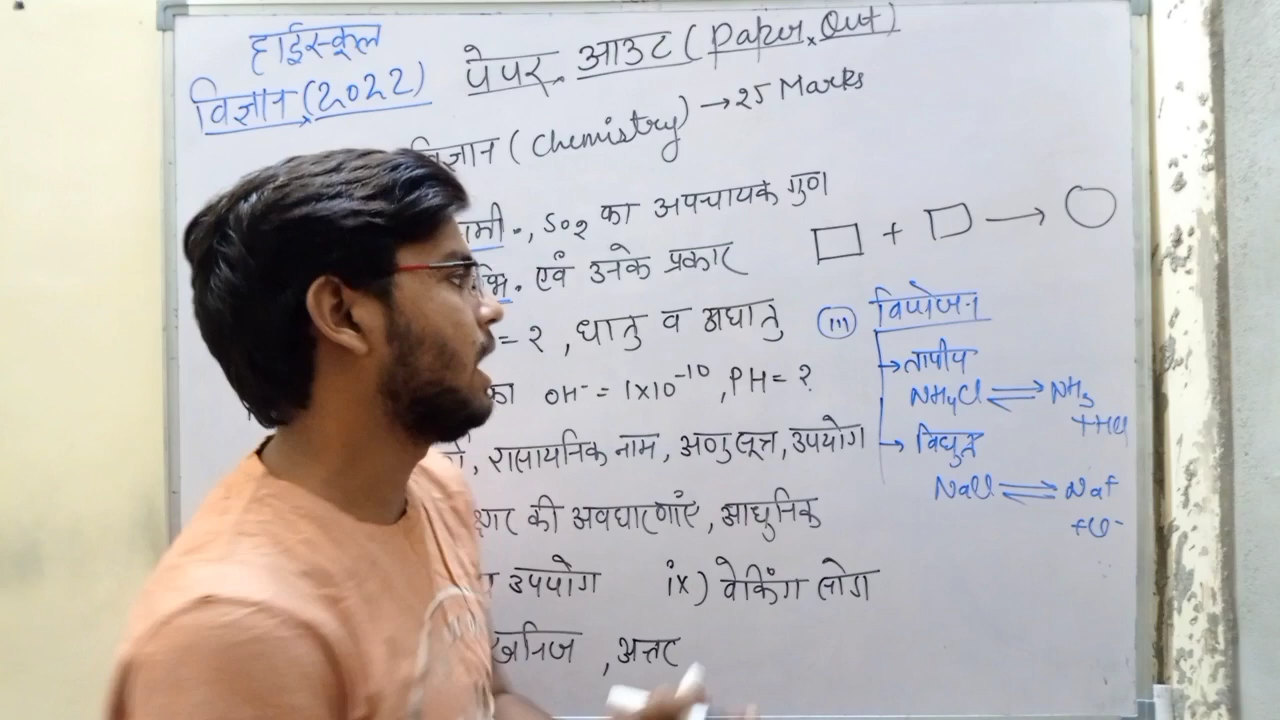 हाईस्कूल
विज्ञान (2022)
पेपर आउट (Paper Out)
विज्ञान (Chemistry) → 25 Marks
SO2 का अपचायक गुण
एवं उनके प्रकार
□ + □ → ○
= ?, धातु व अधातु
का OH⁻ = 1×10⁻¹⁰, PH = ?
रासायनिक नाम, अणुसूत्र, उपयोग
की अवधारणाएँ, आधुनिक
उपयोग ix) वेकिंग सोडा
खनिज, अन्तर
(iii) वियोजन
→ तापीय
NH4Cl ⇌ NH3
+HCl
→ विद्युत
NaCl ⇌ Na+
+Cl⁻